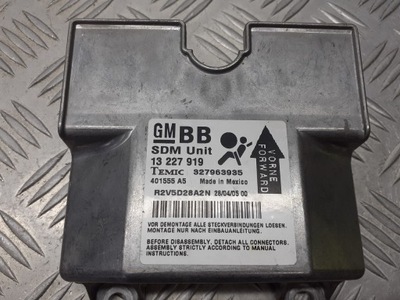 GM BB
SDM Unit
13 227 919
TEMIC 327963935
401555 A5 Made in Mexico
R2V5D28A2N 28/04/05 00
VORNE
FORWARD
VOR DEMONTAGE ALLE STECKVERBINDUNGEN LOESEN.
MONTAGE NUR NACH EINBAUANLEITUNG.
BEFORE DISASSEMBLY, DETACH ALL CONNECTORS.
ASSEMBLY STRICTLY ACCORDING TO MANUAL
INSTRUCTIONS.